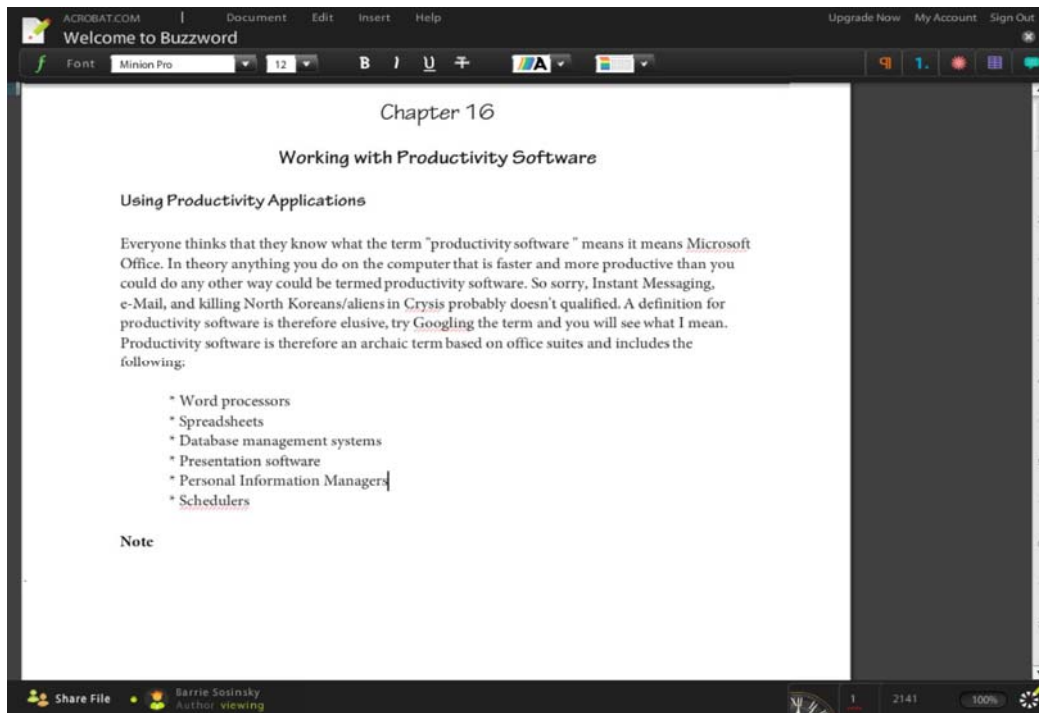 ACROBAT.COM | Document Edit Insert Help Upgrade Now My Account Sign Out
Welcome to Buzzword
f Font Minion Pro 12 B I U T A ¶ 1.
Chapter 16
Working with Productivity Software
Using Productivity Applications
Everyone thinks that they know what the term "productivity software " means it means Microsoft
Office. In theory anything you do on the computer that is faster and more productive than you
could do any other way could be termed productivity software. So sorry, Instant Messaging,
e-Mail, and killing North Koreans/aliens in Crysis probably doesn't qualified. A definition for
productivity software is therefore elusive, try Googling the term and you will see what I mean.
Productivity software is therefore an archaic term based on office suites and includes the
following:
* Word processors
* Spreadsheets
* Database management systems
* Presentation software
* Personal Information Managers
* Schedulers
Note
Share File Barrie Sosinsky
Author viewing
1 2141 100%